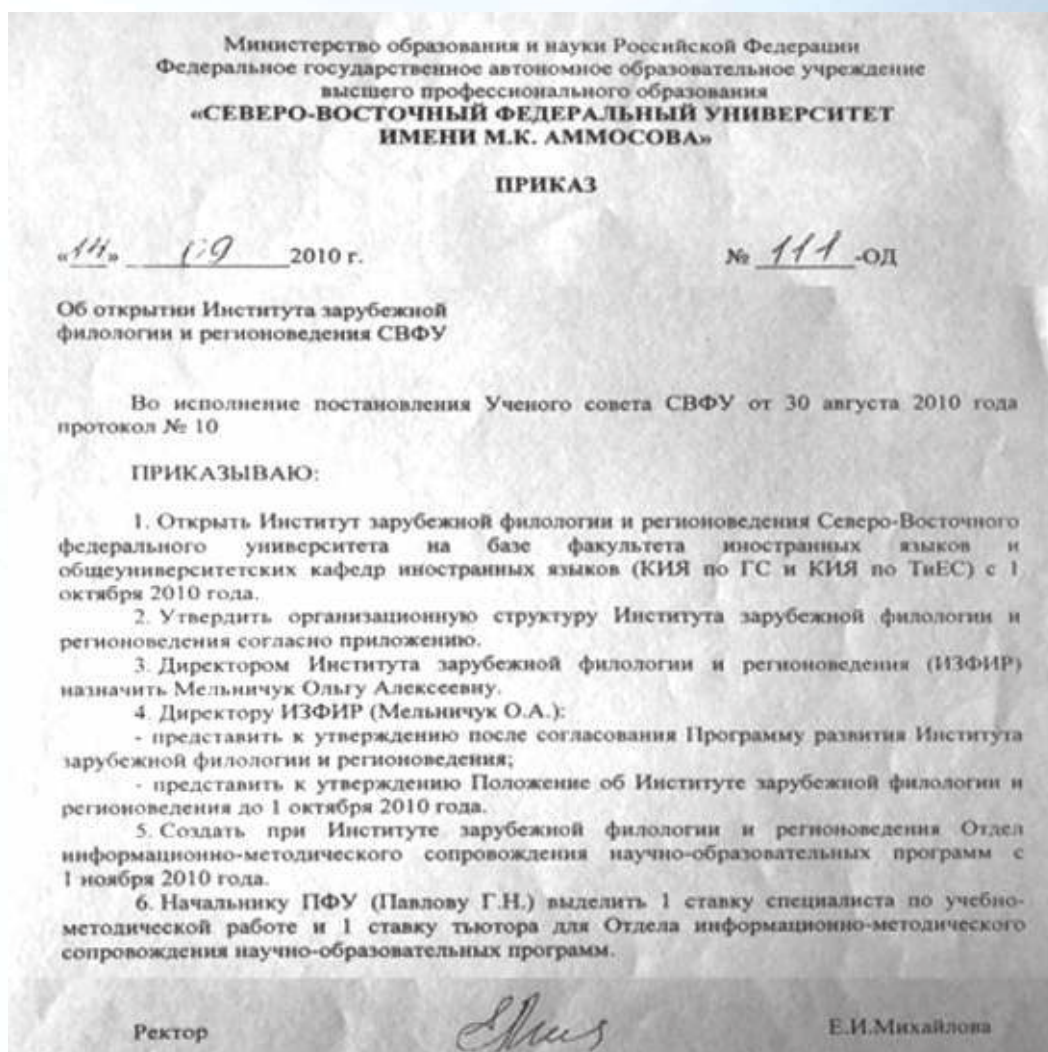 Министерство образования и науки Российской Федерации
Федеральное государственное автономное образовательное учреждение
высшего профессионального образования
«СЕВЕРО-ВОСТОЧНЫЙ ФЕДЕРАЛЬНЫЙ УНИВЕРСИТЕТ
ИМЕНИ М.К. АММОСОВА»
ПРИКАЗ
«14» 09 2010 г. № 111-ОД
Об открытии Института зарубежной
филологии и регионоведения СВФУ
Во исполнение постановления Ученого совета СВФУ от 30 августа 2010 года
протокол № 10
ПРИКАЗЫВАЮ:
1. Открыть Институт зарубежной филологии и регионоведения Северо-Восточного
федерального университета на базе факультета иностранных языков и
общеуниверситетских кафедр иностранных языков (КИЯ по ГС и КИЯ по ТиЕС) с 1
октября 2010 года.
2. Утвердить организационную структуру Института зарубежной филологии и
регионоведения согласно приложению.
3. Директором Института зарубежной филологии и регионоведения (ИЗФИР)
назначить Мельничук Ольгу Алексеевну.
4. Директору ИЗФИР (Мельничук О.А.):
- представить к утверждению после согласования Программу развития Института
зарубежной филологии и регионоведения;
- представить к утверждению Положение об Институте зарубежной филологии и
регионоведения до 1 октября 2010 года.
5. Создать при Институте зарубежной филологии и регионоведения Отдел
информационно-методического сопровождения научно-образовательных программ с
1 ноября 2010 года.
6. Начальнику ПФУ (Павлову Г.Н.) выделить 1 ставку специалиста по учебно-
методической работе и 1 ставку тьютора для Отдела информационно-методического
сопровождения научно-образовательных программ.
Ректор Е.И.Михайлова